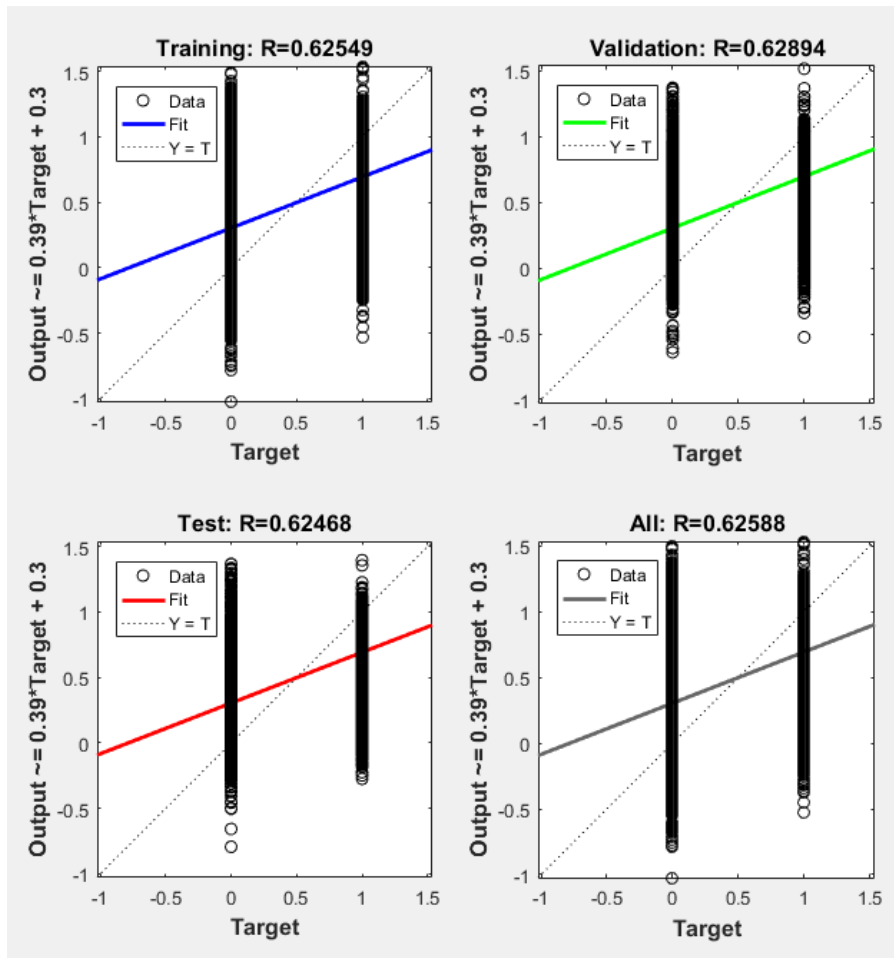 Training: R=0.62549
Output ~= 0.39*Target + 0.3
1.5
1
0.5
0
-0.5
-1
Data
Fit
Y = T
-1
0
0.5
1
1.5
Target
Validation: R=0.62894
Output ~= 0.39*Target + 0.3
1.5
1
0.5
0
-0.5
-1
Data
Fit
Y = T
-1
0
0.5
1
1.5
Target
Test: R=0.62468
Output ~= 0.39*Target + 0.3
1.5
1
0.5
0
-0.5
-1
Data
Fit
Y = T
-1
-0.5
0
0.5
1
1.5
Target
All: R=0.62588
Output ~= 0.39*Target + 0.3
1.5
1
0.5
0
-0.5
-1
Data
Fit
Y = T
-1
-0.5
0
0.5
1
1.5
Target